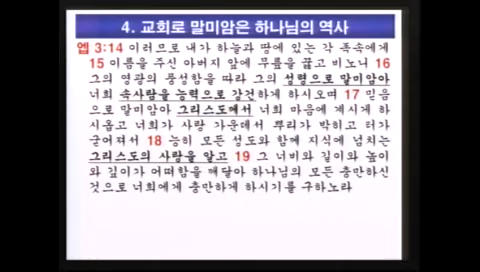 4. 교회로 말미암은 하나님의 역사
엡 3:14 이러므로 내가 하늘과 땅에 있는 각 족속에게
15 이름을 주신 아버지 앞에 무릎을 꿇고 비노니 16
그의 영광의 풍성함을 따라 그의 성령으로 말미암아
너희 속사람을 능력으로 강건하게 하시오며 17 믿음
으로 말미암아 그리스도께서 너희 마음에 계시게 하
시옵고 너희가 사랑 가운데서 뿌리가 박히고 터가
굳어져서 18 능히 모든 성도와 함께 지식에 넘치는
그리스도의 사랑을 알고 19 그 너비와 길이와 높이
와 깊이가 어떠함을 깨달아 하나님의 모든 충만하신
것으로 너희에게 충만하게 하시기를 구하노라